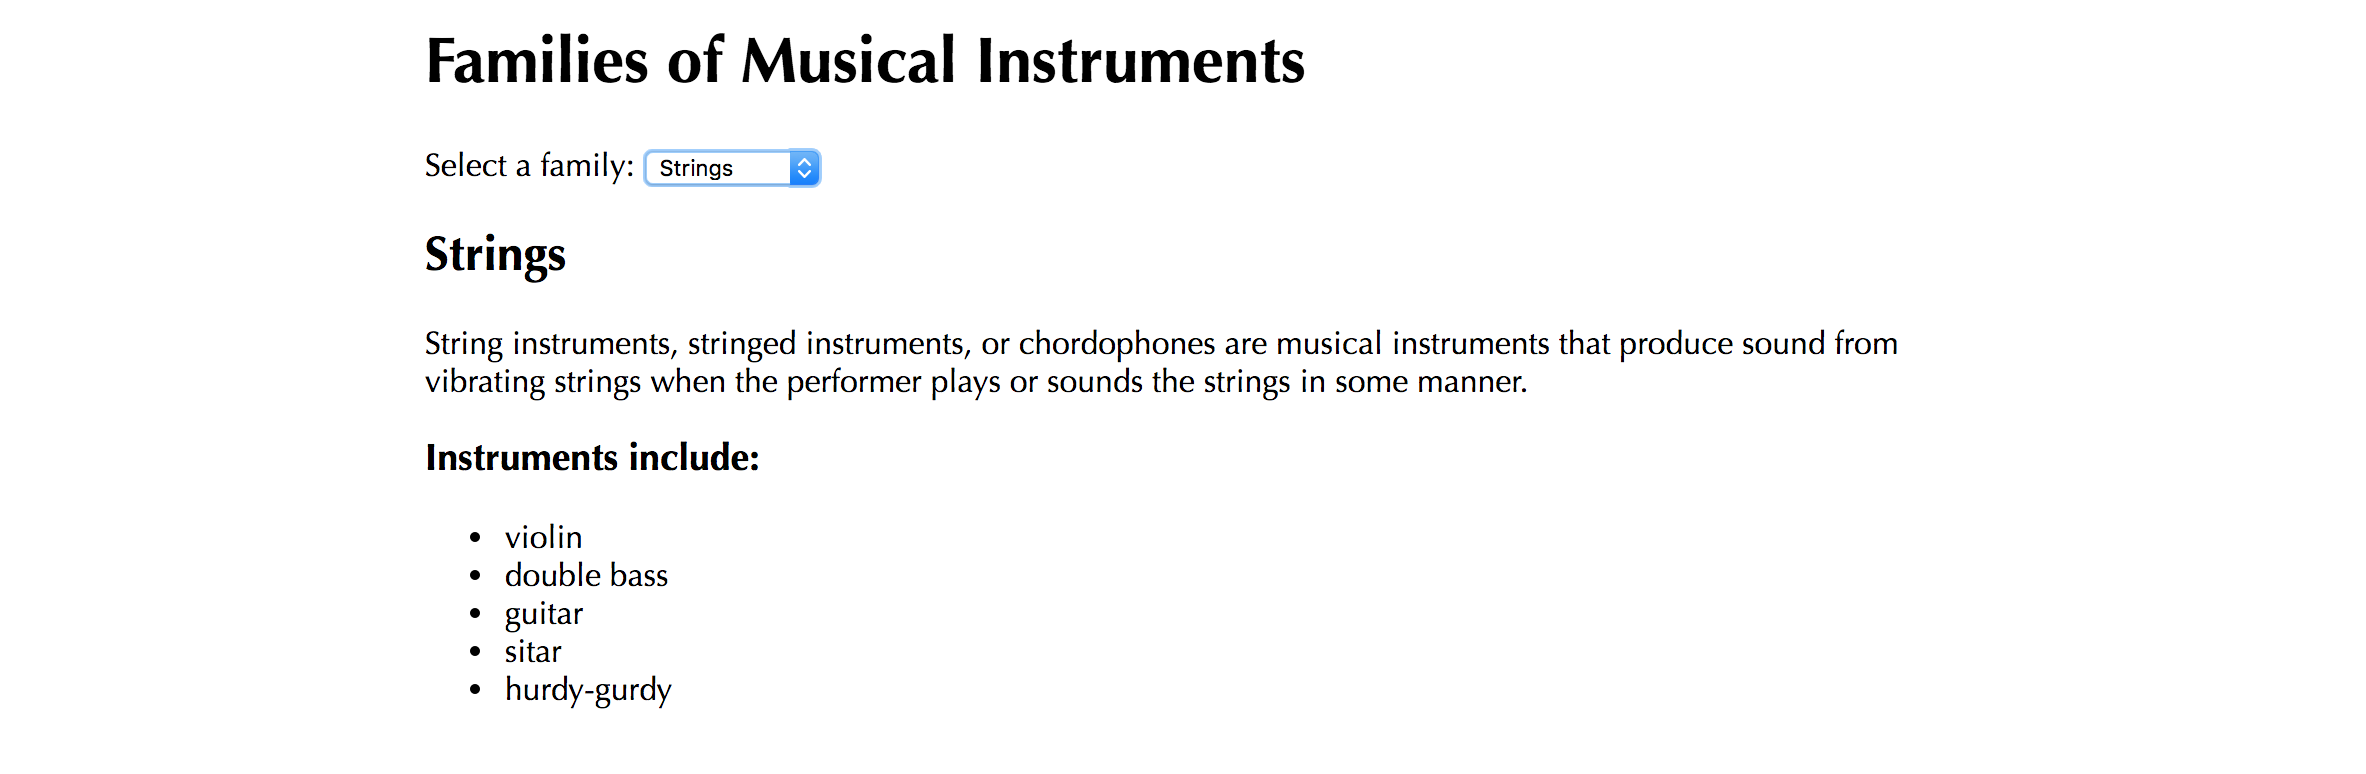 Families of Musical Instruments
Select a family: Strings
Strings
String instruments, stringed instruments, or chordophones are musical instruments that produce sound from
vibrating strings when the performer plays or sounds the strings in some manner.
Instruments include:
• violin
• double bass
• guitar
• sitar
• hurdy-gurdy